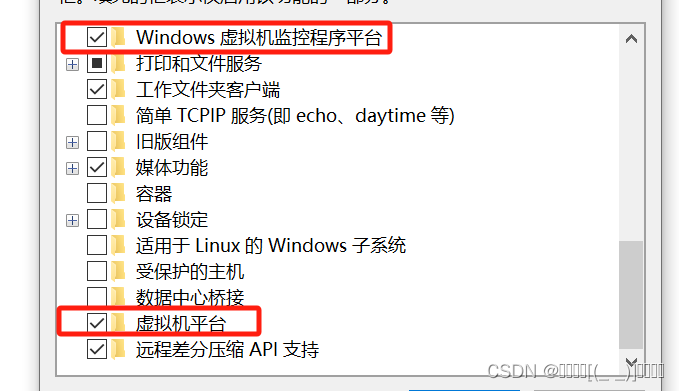 Windows 虚拟机监控程序平台
打印和文件服务
工作文件夹客户端
简单 TCPIP 服务(即 echo、daytime 等)
旧版组件
媒体功能
容器
设备锁定
适用于 Linux 的 Windows 子系统
受保护的主机
数据中心桥接
虚拟机平台
远程差分压缩 API 支持
CSDN @▯▯▯▯▯[(_ _)]▯▯▯▯▯